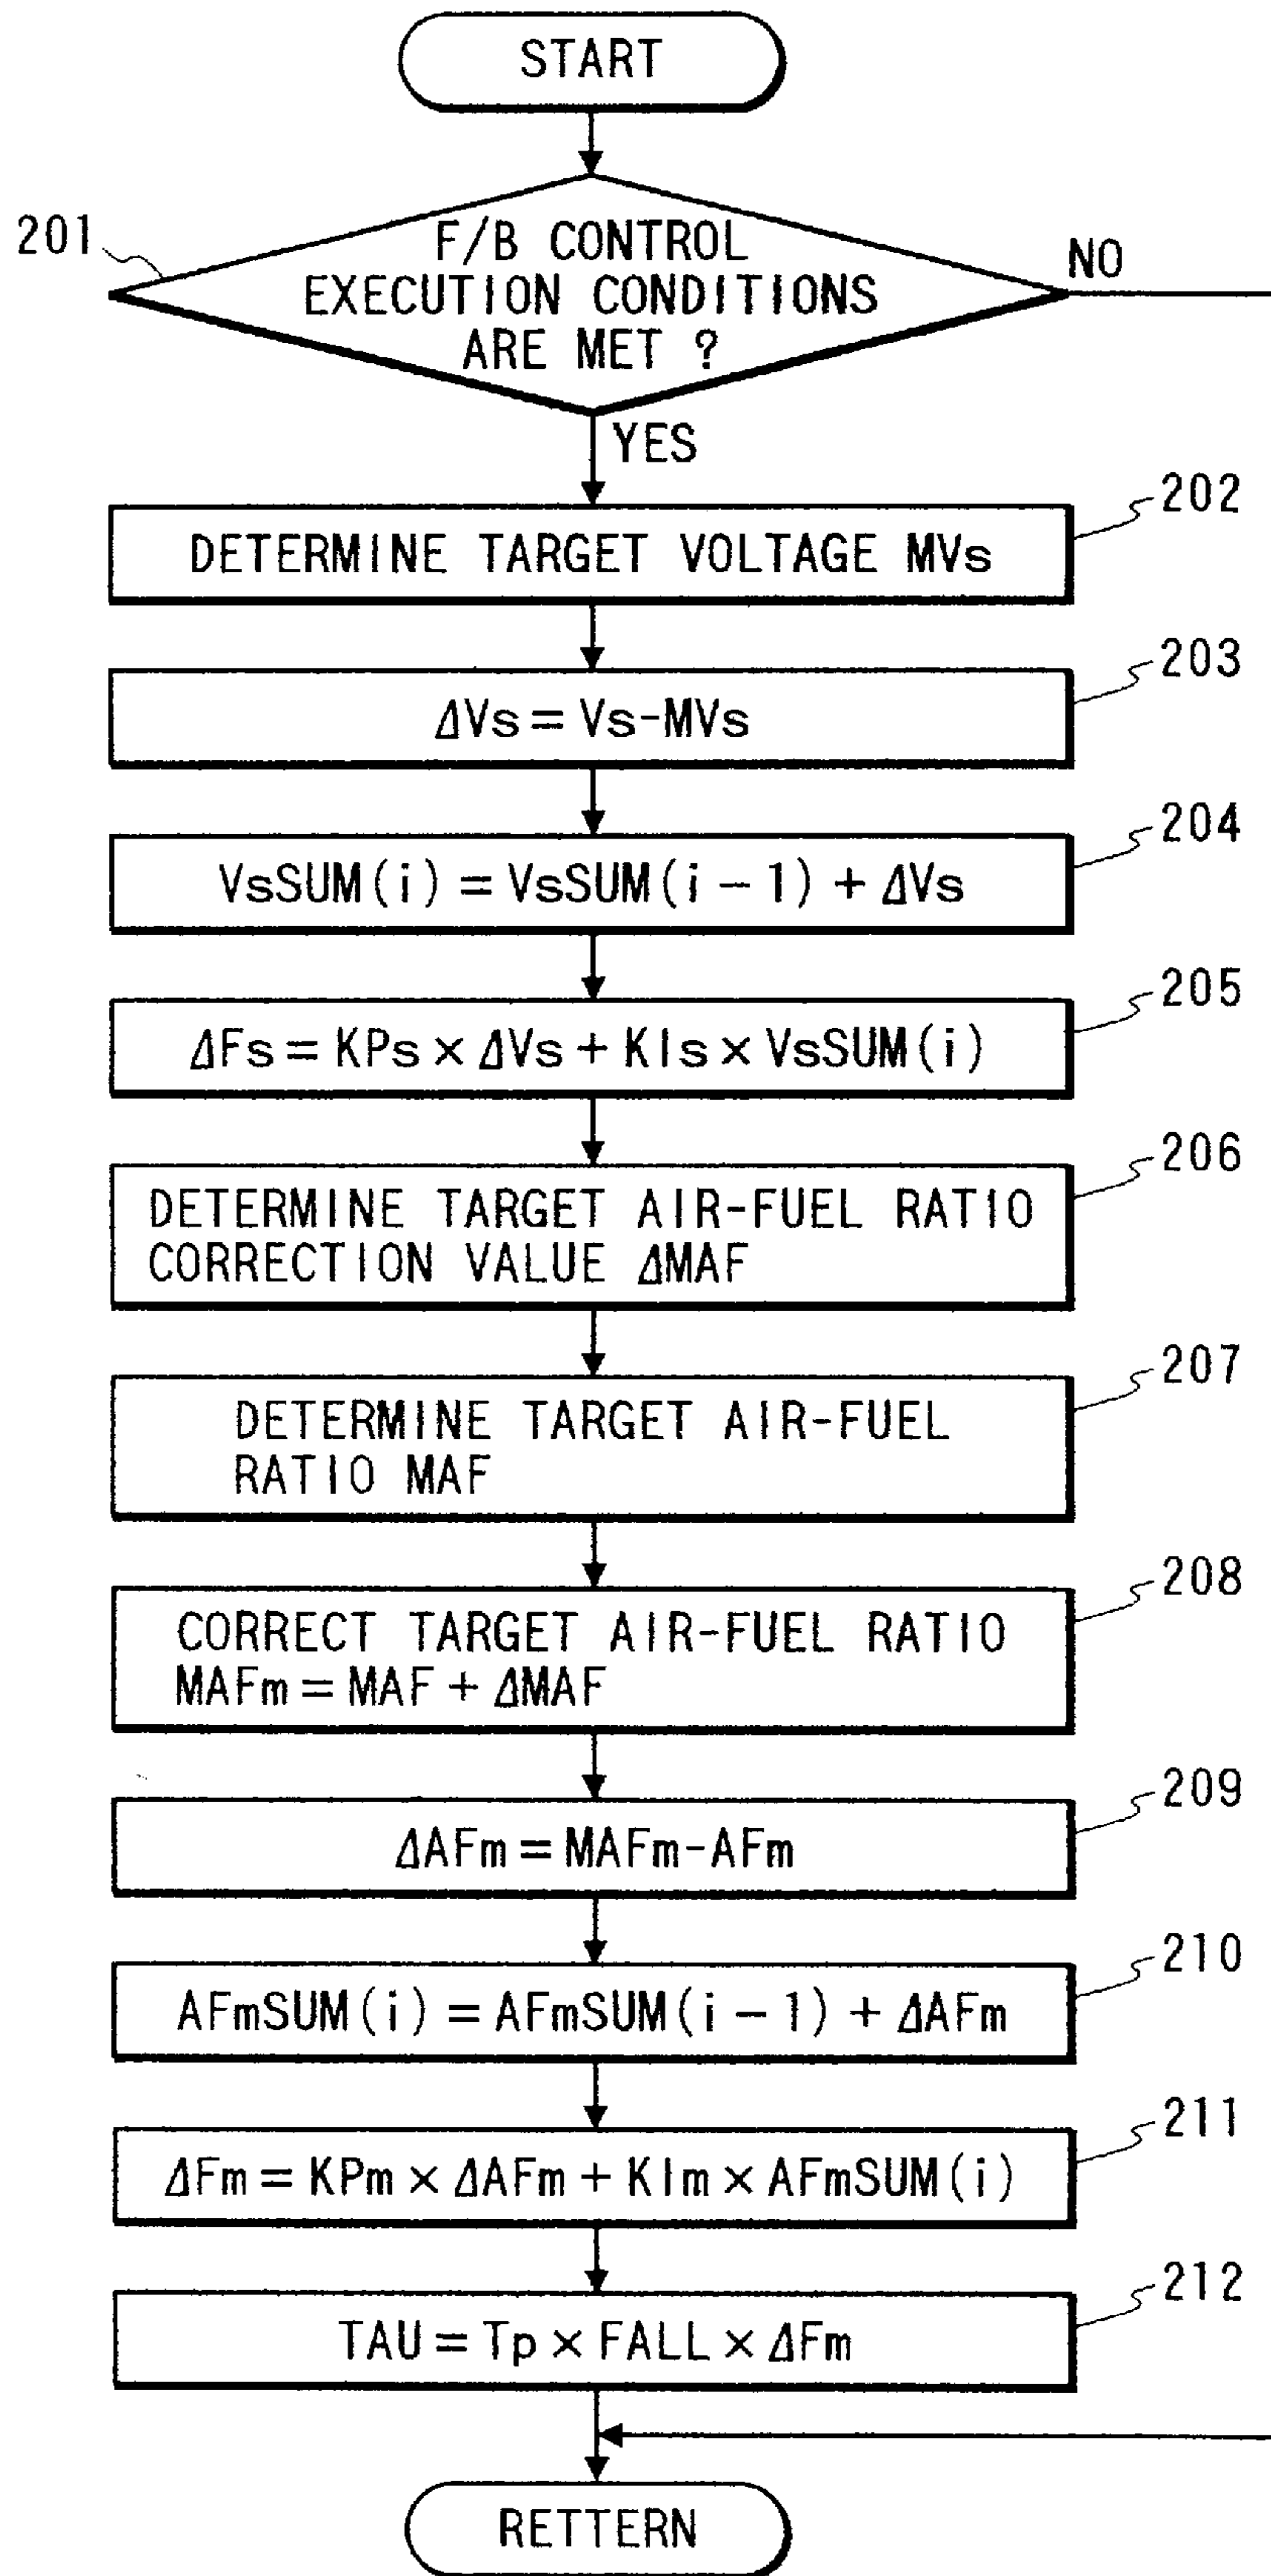 START
201
F/B CONTROL
EXECUTION CONDITIONS
ARE MET ?
NO
YES
202
DETERMINE TARGET VOLTAGE MVs
203
ΔVs = Vs-MVs
204
VsSUM(i) = VsSUM(i-1) + ΔVs
205
ΔFs = KPs × ΔVs + KIs × VsSUM(i)
206
DETERMINE TARGET AIR-FUEL RATIO
CORRECTION VALUE ΔMAF
207
DETERMINE TARGET AIR-FUEL
RATIO MAF
208
CORRECT TARGET AIR-FUEL RATIO
MAFm = MAF + ΔMAF
209
ΔAFm = MAFm-AFm
210
AFmSUM(i) = AFmSUM(i-1) + ΔAFm
211
ΔFm = KPm × ΔAFm + KIm × AFmSUM(i)
212
TAU = Tp × FALL × ΔFm
RETTERN